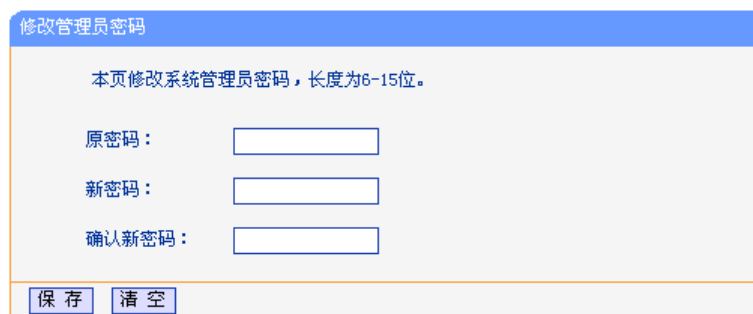 修改管理员密码
本页修改系统管理员密码，长度为6-15位。
原密码：
新密码：
确认新密码：
保 存 清 空